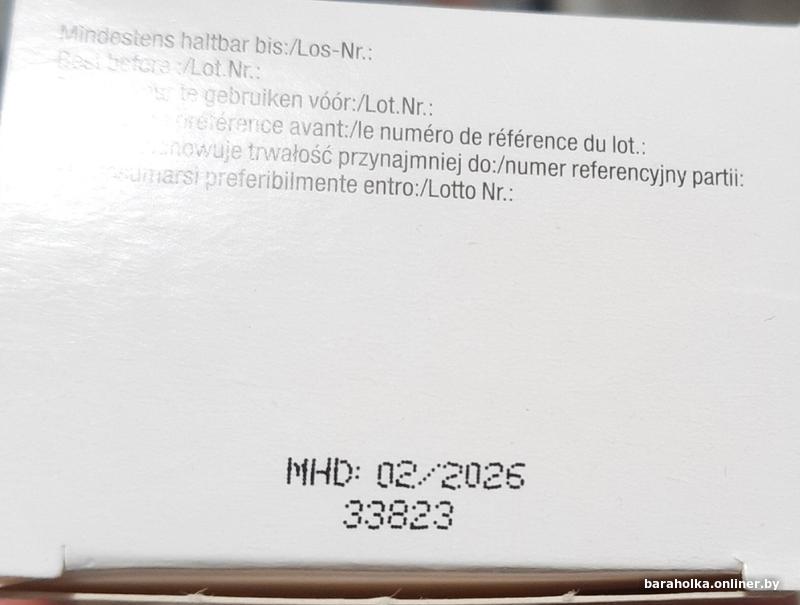 Mindestens haltbar bis:/Los-Nr.:
Best before :/Lot.Nr.:
te gebruiken vóór:/Lot.Nr.:
préférence avant:/le numéro de référence du lot.:
trwałość przynajmniej do:/numer referencyjny partii:
preferibilmente entro:/Lotto Nr.:
MHD: 02/2026
33823
baraholka.onliner.by